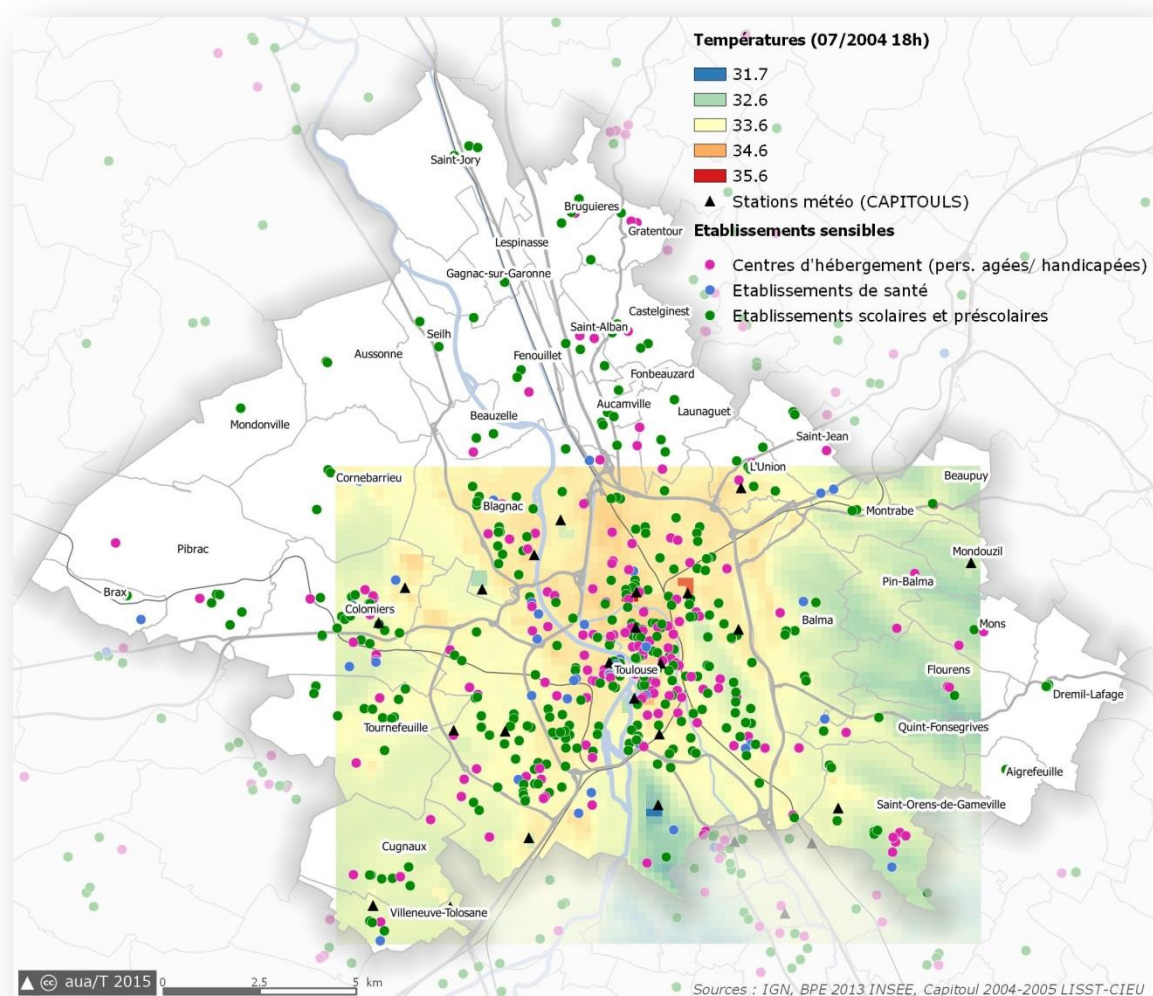 Températures (07/2004 18h)
31.7
32.6
33.6
34.6
35.6
Stations météo (CAPITOULS)
Etablissements sensibles
Centres d'hébergement (pers. agées/ handicapées)
Etablissements de santé
Etablissements scolaires et préscolaires
Saint-Jory
Bruguieres
Gratentour
Lespinasse
Gagnac-sur-Garonne
Castelginest
Saint-Alban
Seilh
Aussonne
Fenouillet
Fonbeauzard
Mondonville
Beauzelle
Aucamville
Launaguet
Saint-Jean
L'Union
Cornebarrieu
Beaupuy
Blagnac
Montrabe
Pibrac
Mondouzil
Pin-Balma
Brax
Colomiers
Balma
Mons
Toulouse
Flourens
Dremil-Lafage
Tournefeuille
Quint-Fonsegrives
Aigrefeuille
Saint-Orens-de-Gameville
Cugnaux
Villeneuve-Tolosane
cc aua/T 2015
0 2.5 5 km
Sources : IGN, BPE 2013 INSEE, Capitoul 2004-2005 LISST-CIEU